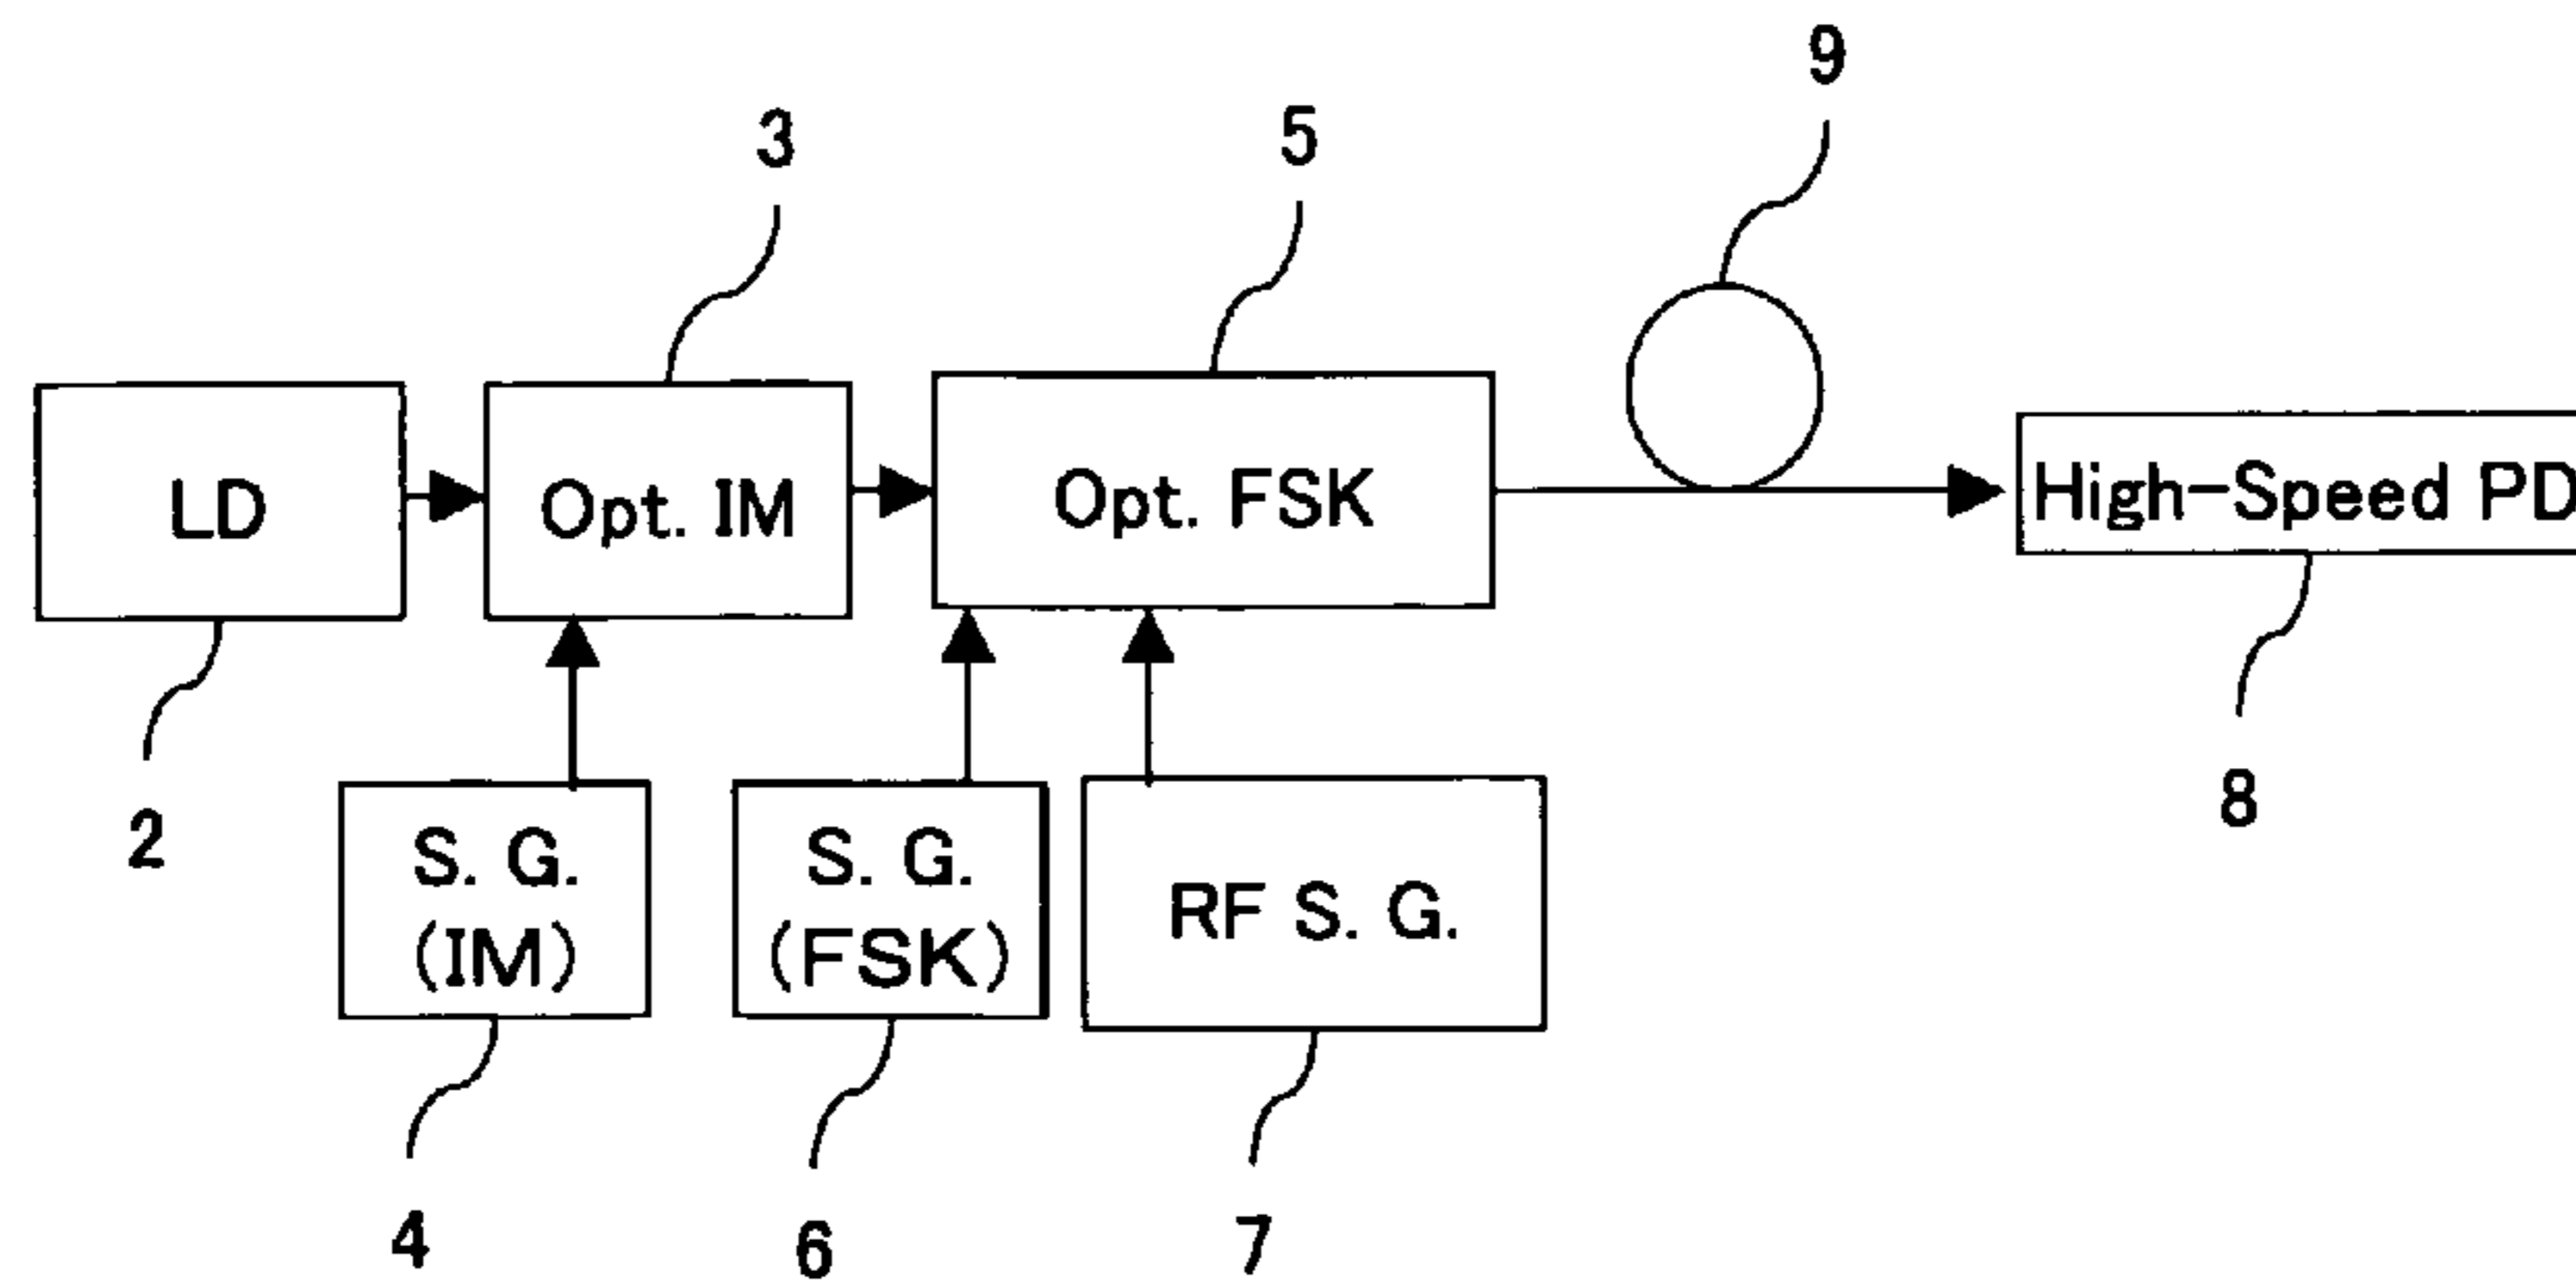 9
3
5
LD
Opt. IM
Opt. FSK
High-Speed PD
2
8
S. G.
(IM)
S. G.
(FSK)
RF S. G.
4
6
7